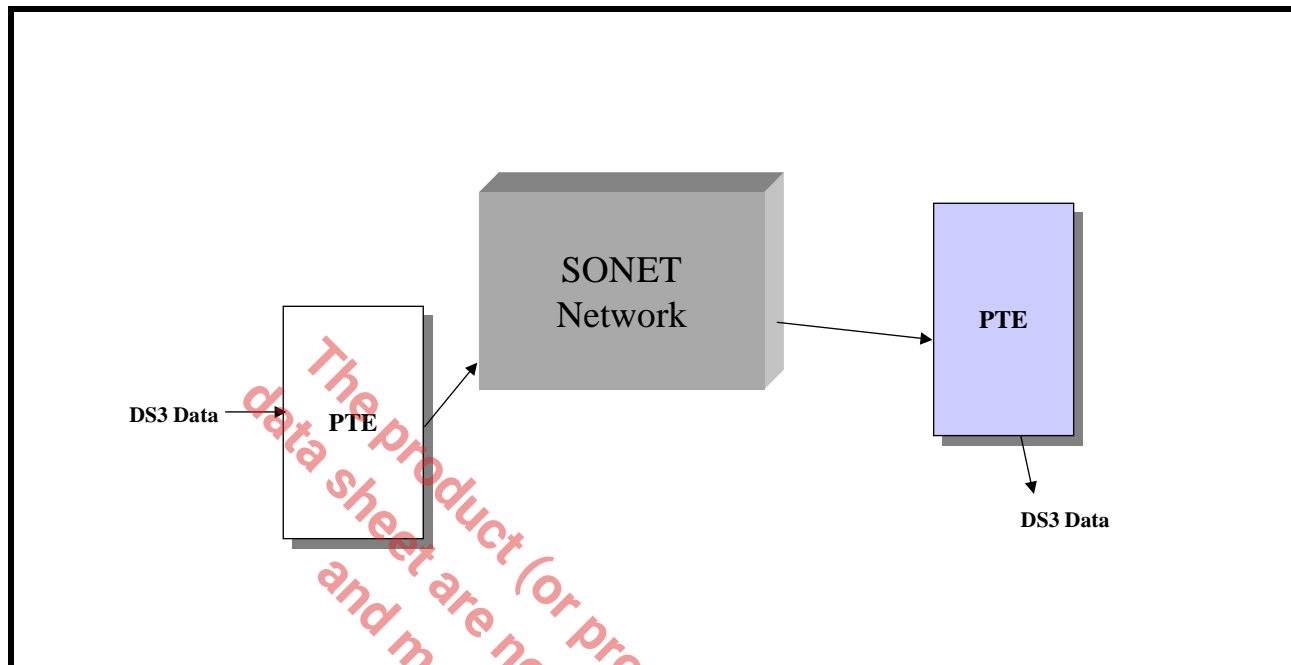 SONET
Network
PTE
DS3 Data
PTE
DS3 Data
The product (or pro
data sheet are no
and m